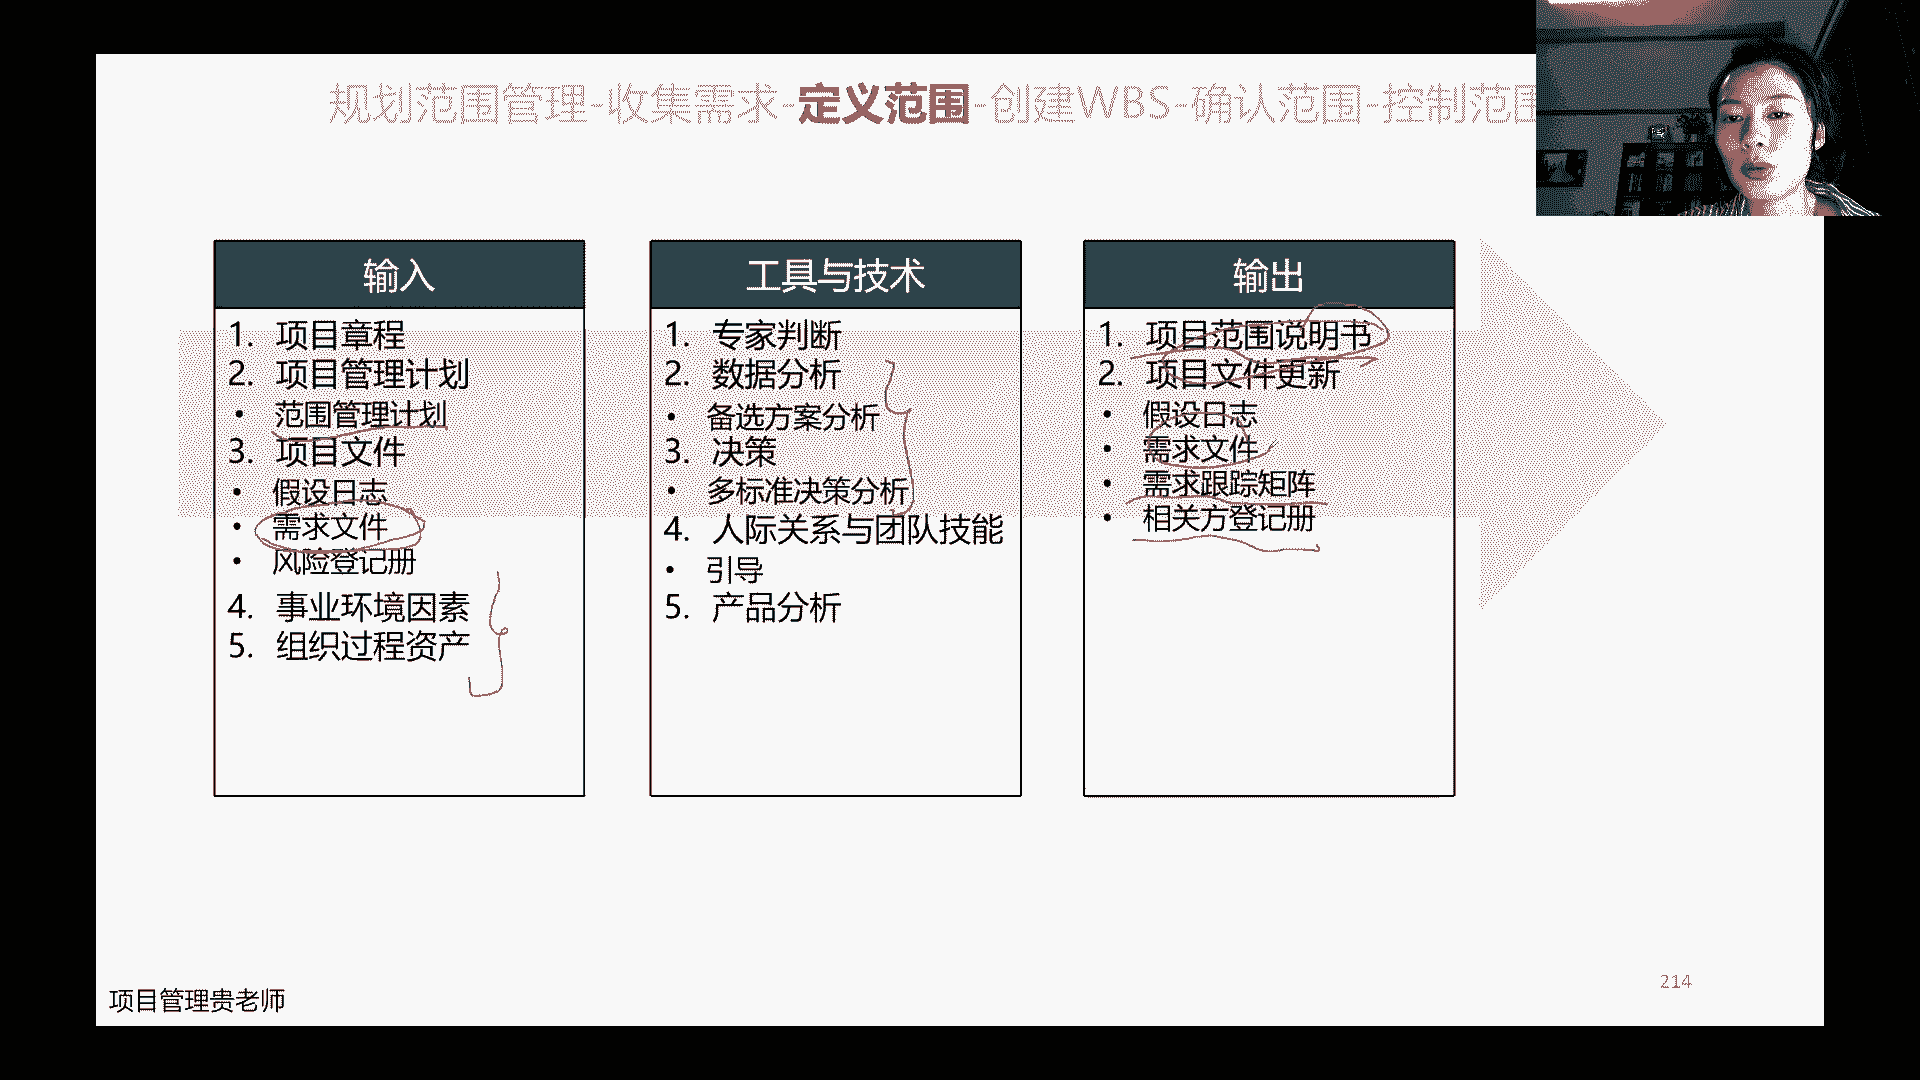 规划范围管理-收集需求-定义范围-创建WBS-确认范围-控制范围
输入
1. 项目章程
2. 项目管理计划
• 范围管理计划
3. 项目文件
• 假设日志
• 需求文件
• 风险登记册
4. 事业环境因素
5. 组织过程资产
工具与技术
1. 专家判断
2. 数据分析
• 备选方案分析
3. 决策
• 多标准决策分析
4. 人际关系与团队技能
• 引导
5. 产品分析
输出
1. 项目范围说明书
2. 项目文件更新
• 假设日志
• 需求文件
• 需求跟踪矩阵
• 相关方登记册
214
项目管理贵老师